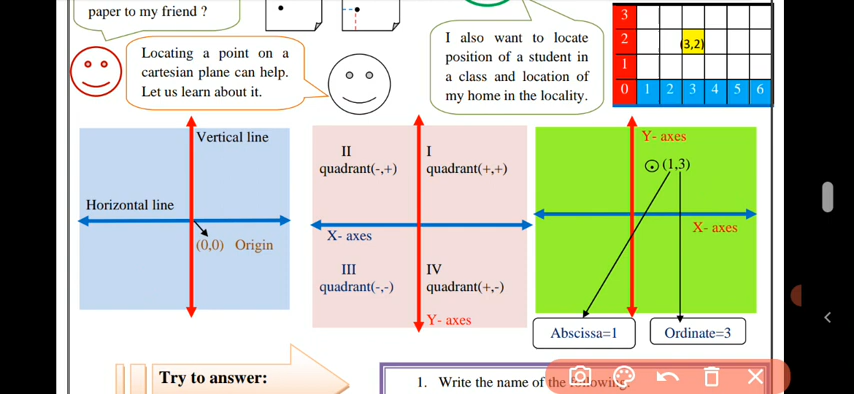 paper to my friend ?
Locating a point on a
cartesian plane can help.
Let us learn about it.
I also want to locate
position of a student in
a class and location of
my home in the locality.
3
2
(3,2)
1
0 1 2 3 4 5 6
Vertical line
Horizontal line
(0,0) Origin
II
quadrant(-,+)
I
quadrant(+,+)
X- axes
III
quadrant(-,-)
IV
quadrant(+,-)
Y- axes
Y- axes
(1,3)
X- axes
Abscissa=1
Ordinate=3
Try to answer:
1. Write the name of the following.